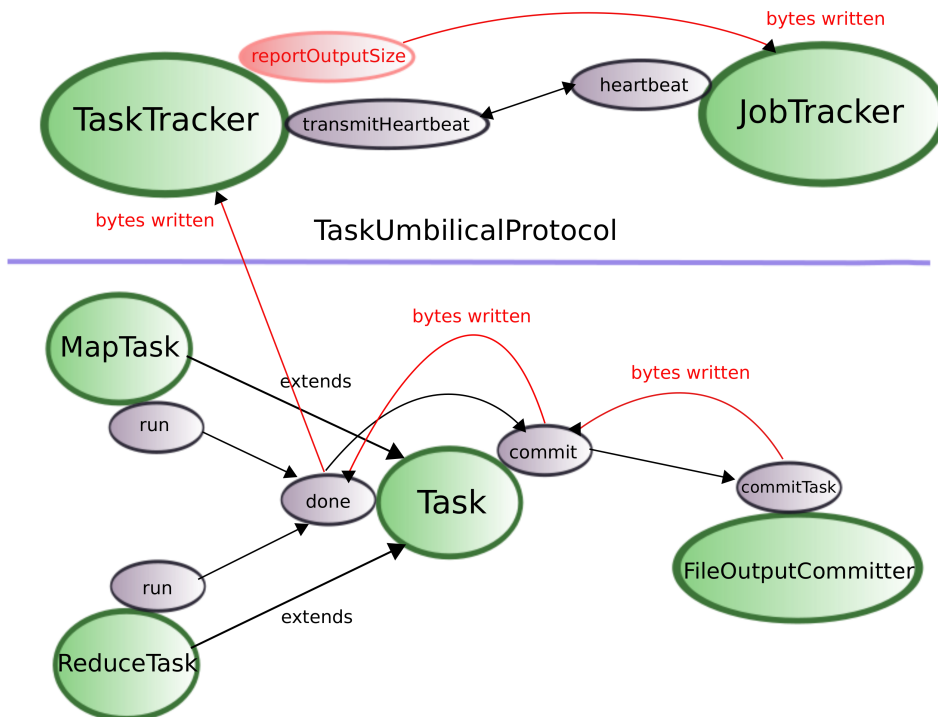 bytes written
reportOutputSize
heartbeat
TaskTracker
JobTracker
transmitHeartbeat
bytes written
TaskUmbilicalProtocol
bytes written
MapTask
bytes written
extends
run
commit
done
Task
commitTask
FileOutputCommitter
run
extends
ReduceTask